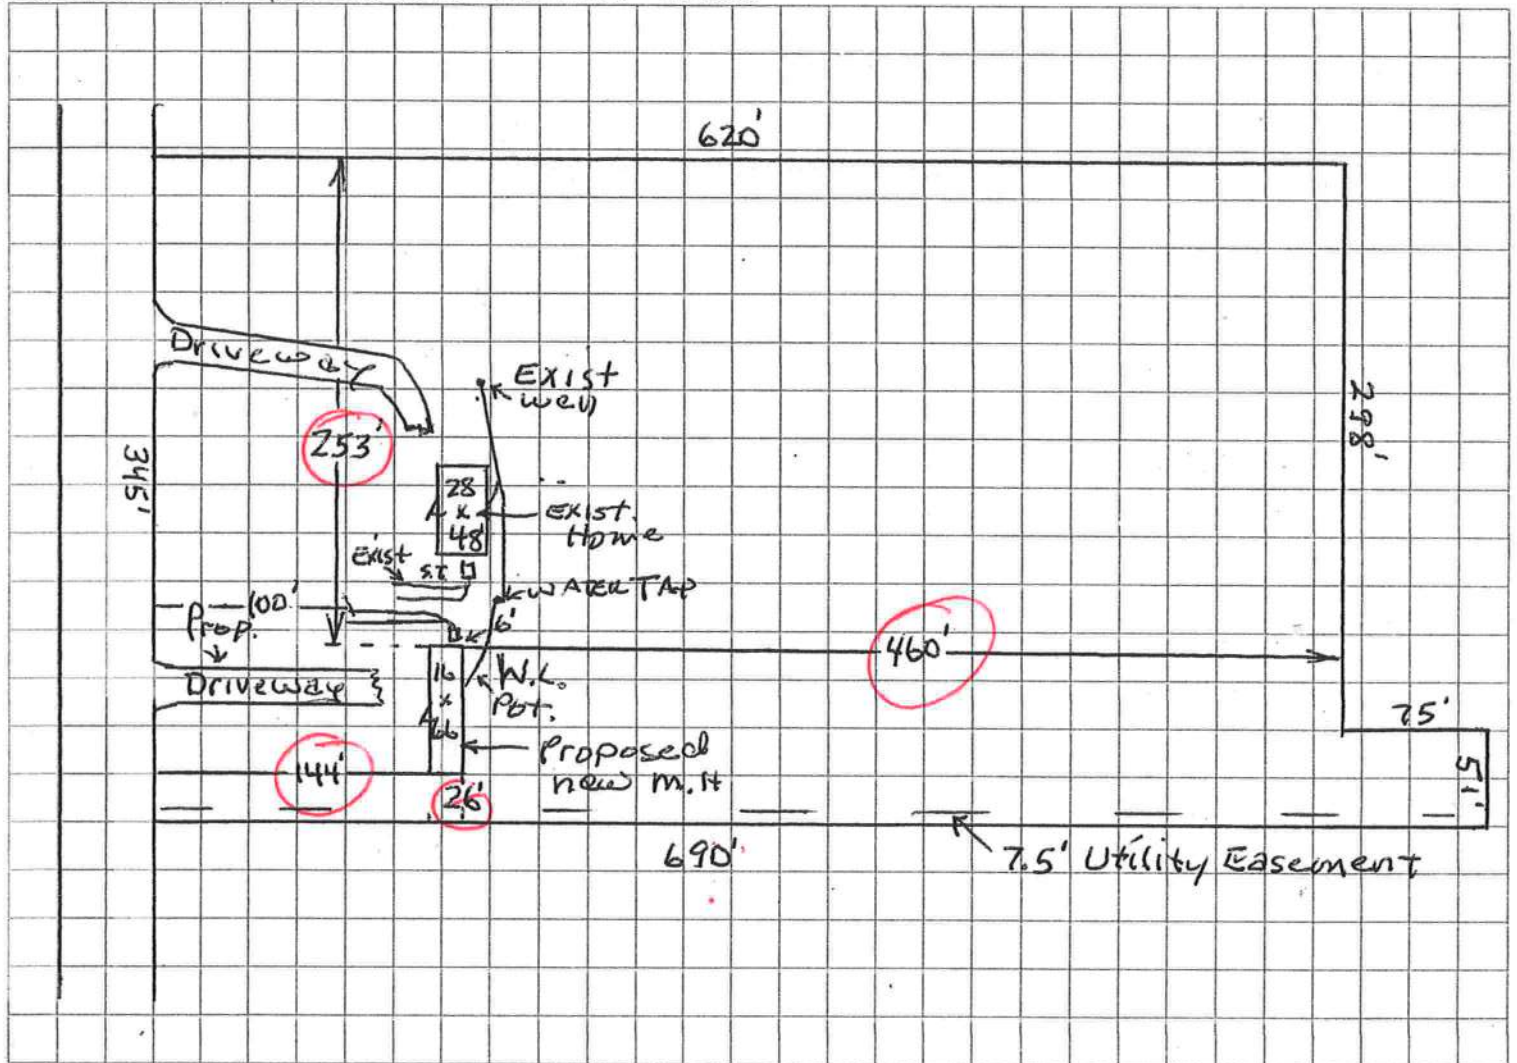 620'
Driveway
Exist
well
253'
298'
345'
28
x
48'
Exist.
Home
Exist
S.T.
WATER TAP
100'
Prop.
6'
460'
Driveway
16
x
66
W.L.
Pot.
75'
51'
Proposed
new M.H
144'
26'
690'
7.5' Utility Easement